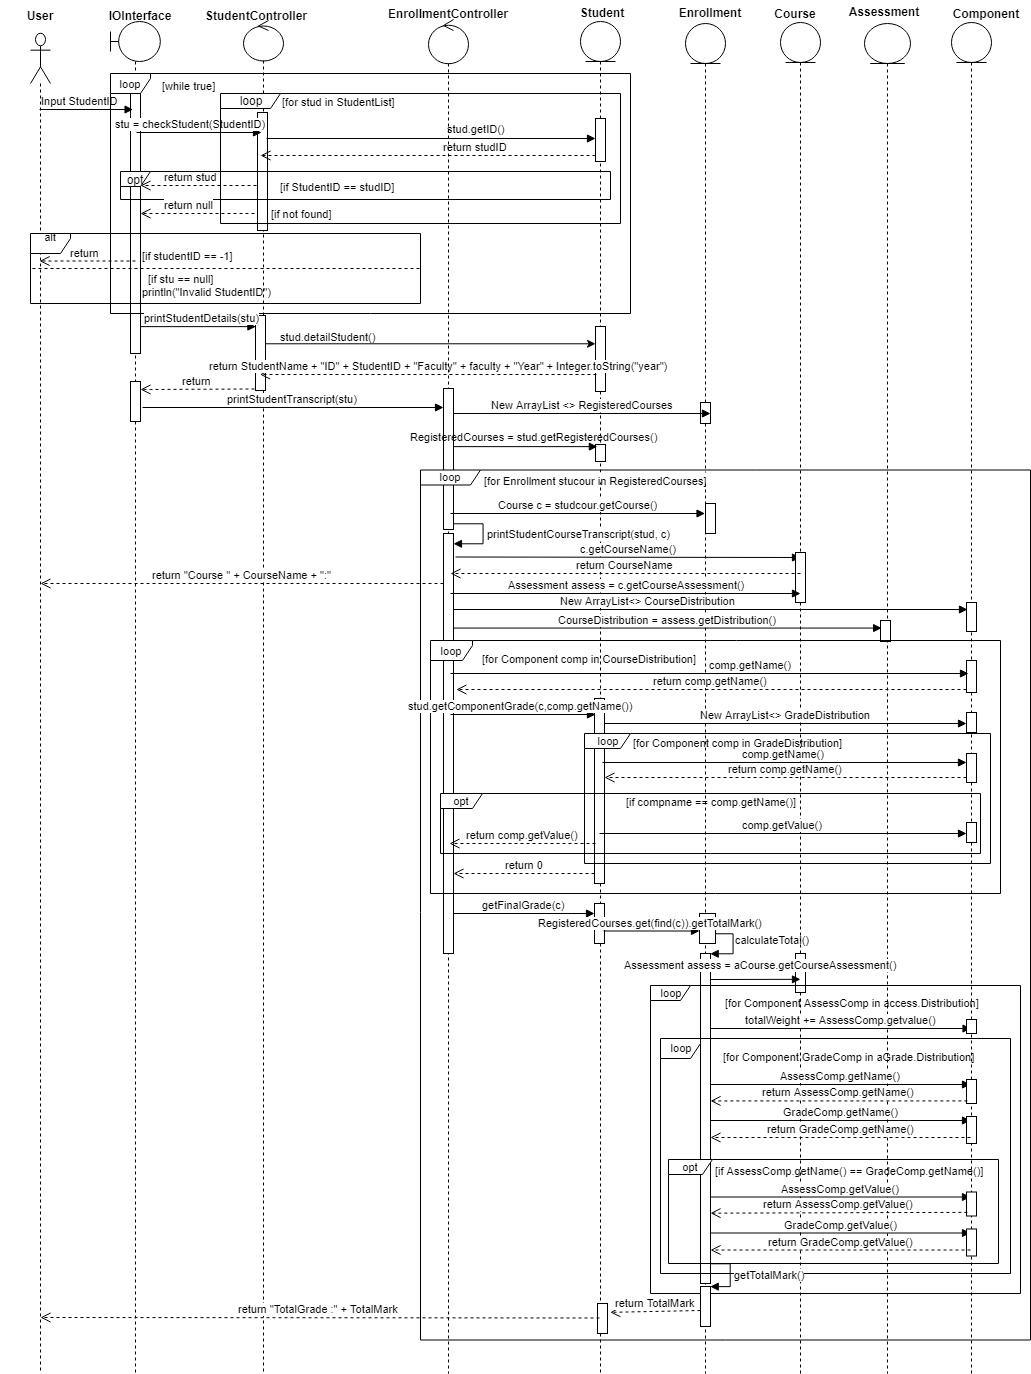 User
IOInterface
StudentController
EnrollmentController
Student
Enrollment
Course
Assessment
Component
loop
[while true]
loop
[for stud in StudentList]
Input StudentID
stu = checkStudent(StudentID)
stud.getID()
return studID
opt
return stud
[if StudentID == studID]
return null
[if not found]
alt
return
[if studentID == -1]
[if stu == null]
println("Invalid StudentID")
printStudentDetails(stu)
stud.detailStudent()
return StudentName + "ID" + StudentID + "Faculty" + faculty + "Year" + Integer.toString("year")
return
printStudentTranscript(stu)
New ArrayList <> RegisteredCourses
RegisteredCourses = stud.getRegisteredCourses()
loop
[for Enrollment stucour in RegisteredCourses]
Course c = studcour.getCourse()
printStudentCourseTranscript(stud, c)
c.getCourseName()
return CourseName
return "Course " + CourseName + ":"
Assessment assess = c.getCourseAssessment()
New ArrayList<> CourseDistribution
CourseDistribution = assess.getDistribution()
loop
[for Component comp in CourseDistribution]
comp.getName()
return comp.getName()
stud.getComponentGrade(c,comp.getName())
New ArrayList<> GradeDistribution
loop
[for Component comp in GradeDistribution]
comp.getName()
return comp.getName()
opt
[if compname == comp.getName()]
comp.getValue()
return comp.getValue()
return 0
getFinalGrade(c)
RegisteredCourses.get(find(c)).getTotalMark()
calculateTotal()
Assessment assess = aCourse.getCourseAssessment()
loop
[for Component AssessComp in access.Distribution]
totalWeight += AssessComp.getvalue()
loop
[for Component GradeComp in aGrade.Distribution]
AssessComp.getName()
return AssessComp.getName()
GradeComp.getName()
return GradeComp.getName()
opt
[if AssessComp.getName() == GradeComp.getName()]
AssessComp.getValue()
return AssessComp.getValue()
GradeComp.getValue()
return GradeComp.getValue()
getTotalMark()
return TotalMark
return "TotalGrade :" + TotalMark